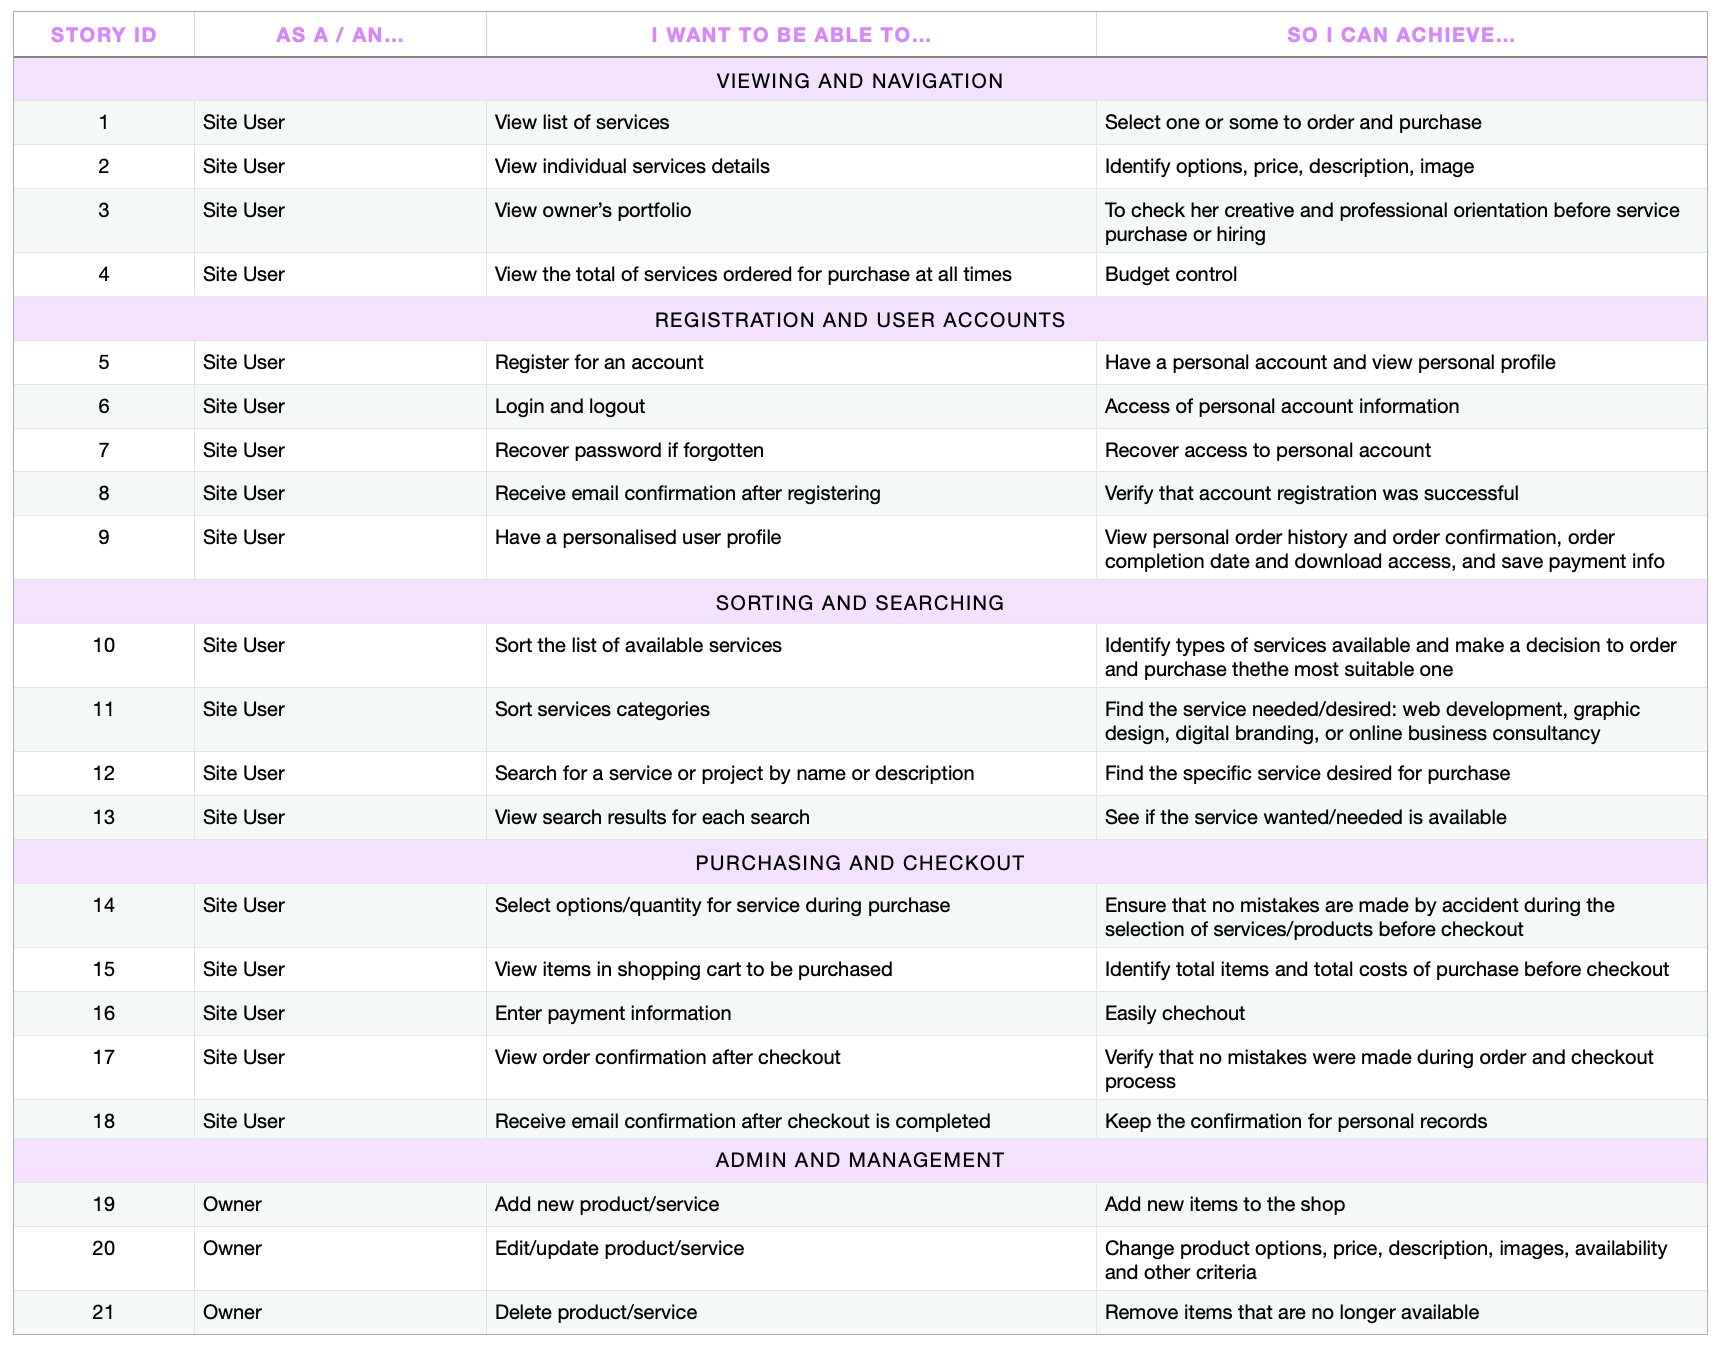 STORY ID AS A / AN... I WANT TO BE ABLE TO... SO I CAN ACHIEVE...
VIEWING AND NAVIGATION
1 Site User View list of services Select one or some to order and purchase
2 Site User View individual services details Identify options, price, description, image
3 Site User View owner’s portfolio To check her creative and professional orientation before service
purchase or hiring
4 Site User View the total of services ordered for purchase at all times Budget control
REGISTRATION AND USER ACCOUNTS
5 Site User Register for an account Have a personal account and view personal profile
6 Site User Login and logout Access of personal account information
7 Site User Recover password if forgotten Recover access to personal account
8 Site User Receive email confirmation after registering Verify that account registration was successful
9 Site User Have a personalised user profile View personal order history and order confirmation, order
completion date and download access, and save payment info
SORTING AND SEARCHING
10 Site User Sort the list of available services Identify types of services available and make a decision to order
and purchase thethe most suitable one
11 Site User Sort services categories Find the service needed/desired: web development, graphic
design, digital branding, or online business consultancy
12 Site User Search for a service or project by name or description Find the specific service desired for purchase
13 Site User View search results for each search See if the service wanted/needed is available
PURCHASING AND CHECKOUT
14 Site User Select options/quantity for service during purchase Ensure that no mistakes are made by accident during the
selection of services/products before checkout
15 Site User View items in shopping cart to be purchased Identify total items and total costs of purchase before checkout
16 Site User Enter payment information Easily chechout
17 Site User View order confirmation after checkout Verify that no mistakes were made during order and checkout
process
18 Site User Receive email confirmation after checkout is completed Keep the confirmation for personal records
ADMIN AND MANAGEMENT
19 Owner Add new product/service Add new items to the shop
20 Owner Edit/update product/service Change product options, price, description, images, availability
and other criteria
21 Owner Delete product/service Remove items that are no longer available